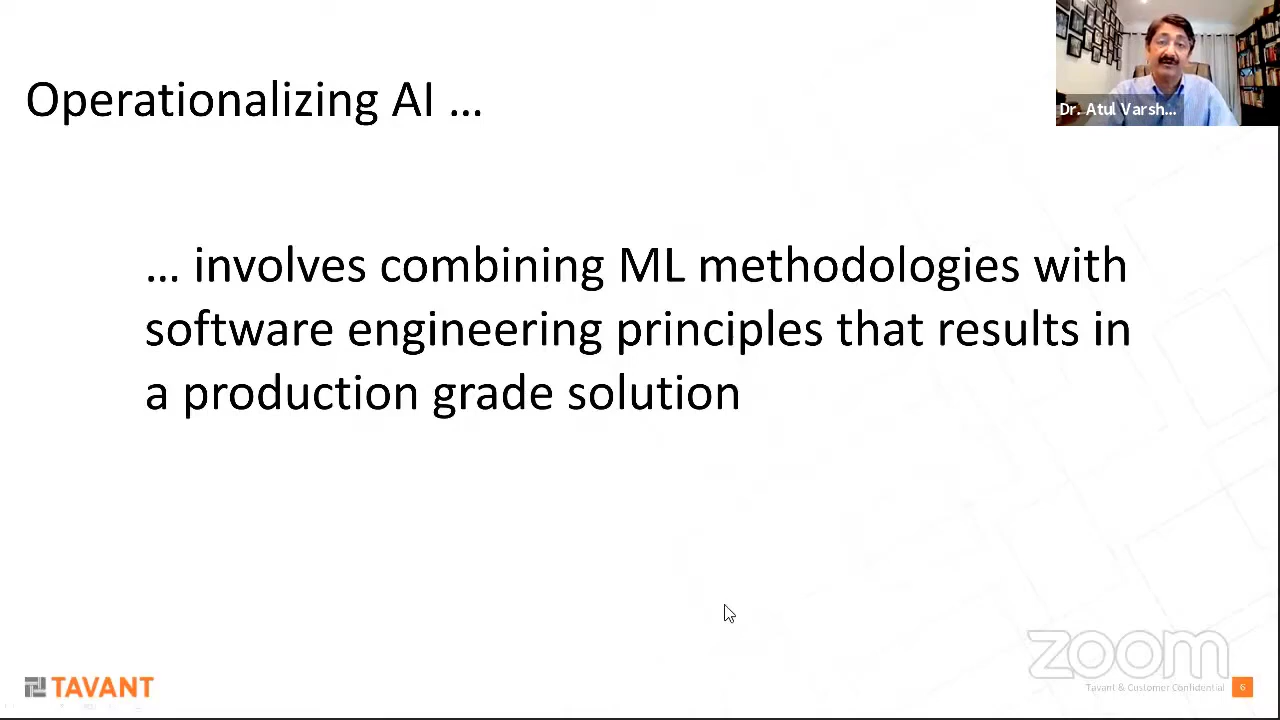 Operationalizing AI ...
Dr. Atul Varsh...
... involves combining ML methodologies with
software engineering principles that results in
a production grade solution
zoom
TAVANT
Tavant & Customer Confidential
6